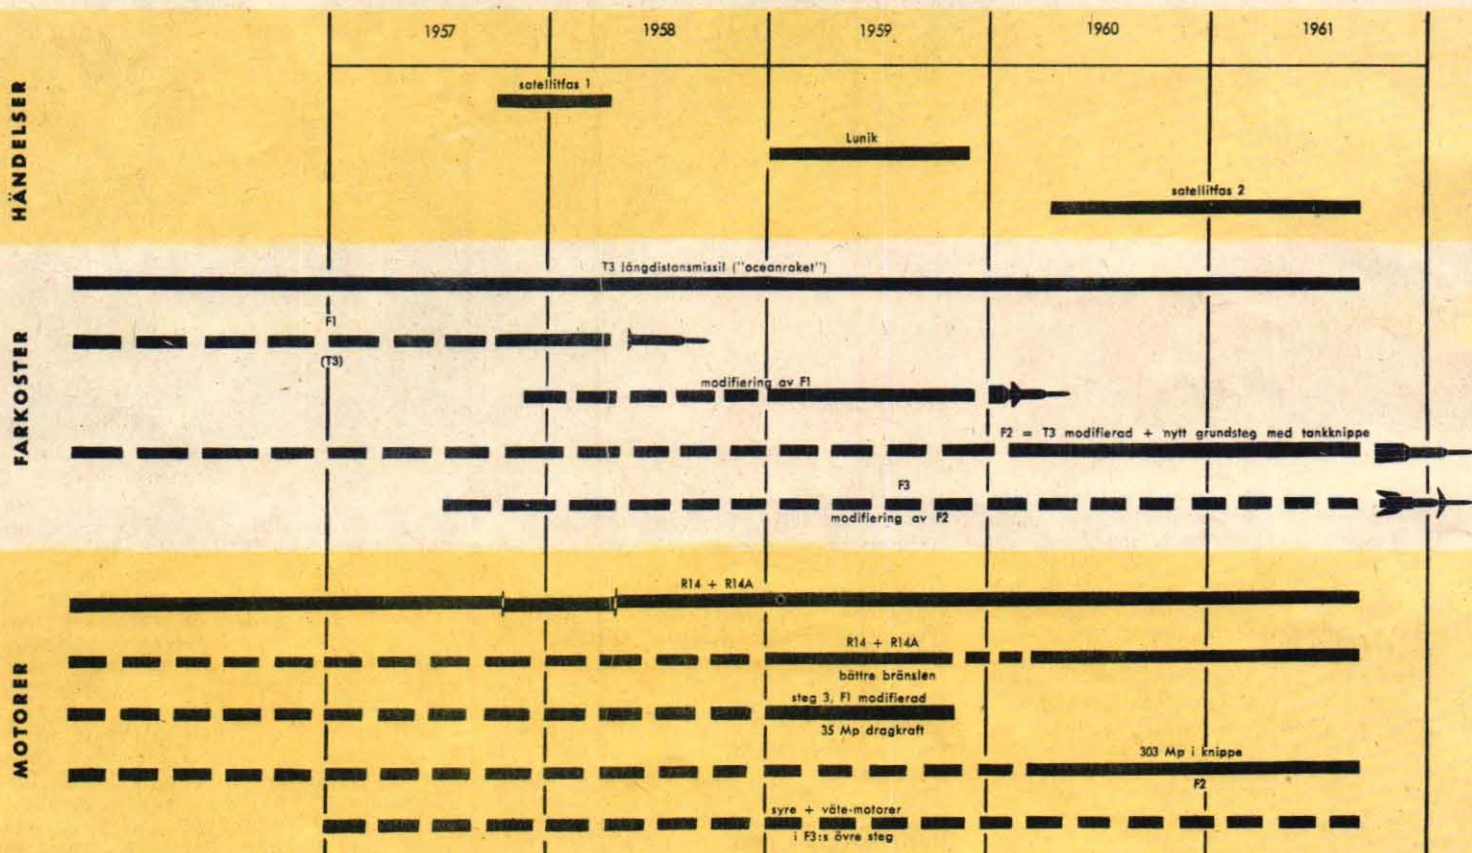 1957 1958 1959 1960 1961
HÄNDELSER
satellitfas 1
Lunik
satellitfas 2
FARKOSTER
T3 långdistansmissil ("oceanraket")
F1
(T3)
modifiering av F1
F2 = T3 modifierad + nytt grundsteg med tankknippe
F3
modifiering av F2
MOTORER
R14 + R14A
R14 + R14A
bättre bränslen
steg 3, F1 modifierad
35 Mp dragkraft
303 Mp i knippe
F2
syre + väte-motorer
i F3:s övre steg